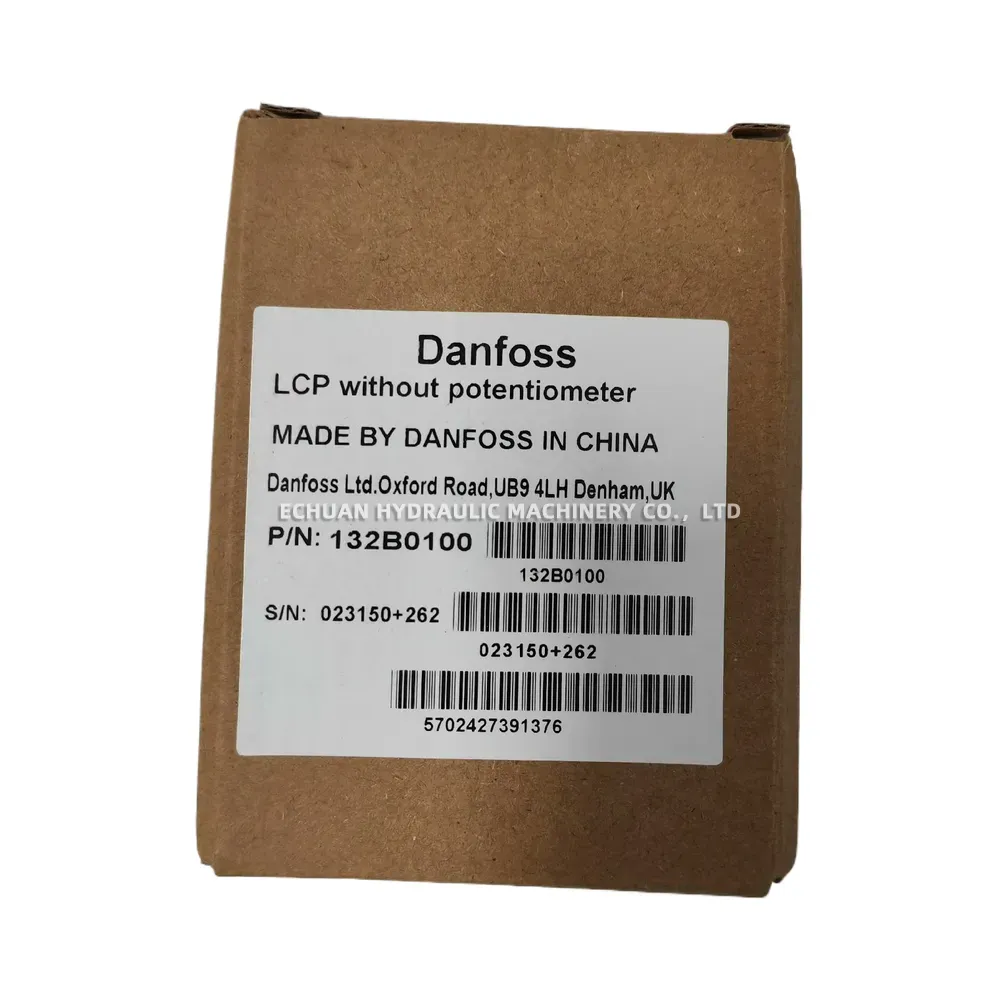 Danfoss
LCP without potentiometer
MADE BY DANFOSS IN CHINA
Danfoss Ltd.Oxford Road,UB9 4LH Denham,UK
ECHUAN HYDRAULIC MACHINERY CO., LTD
P/N: 132B0100
132B0100
S/N: 023150+262
023150+262
5702427391376